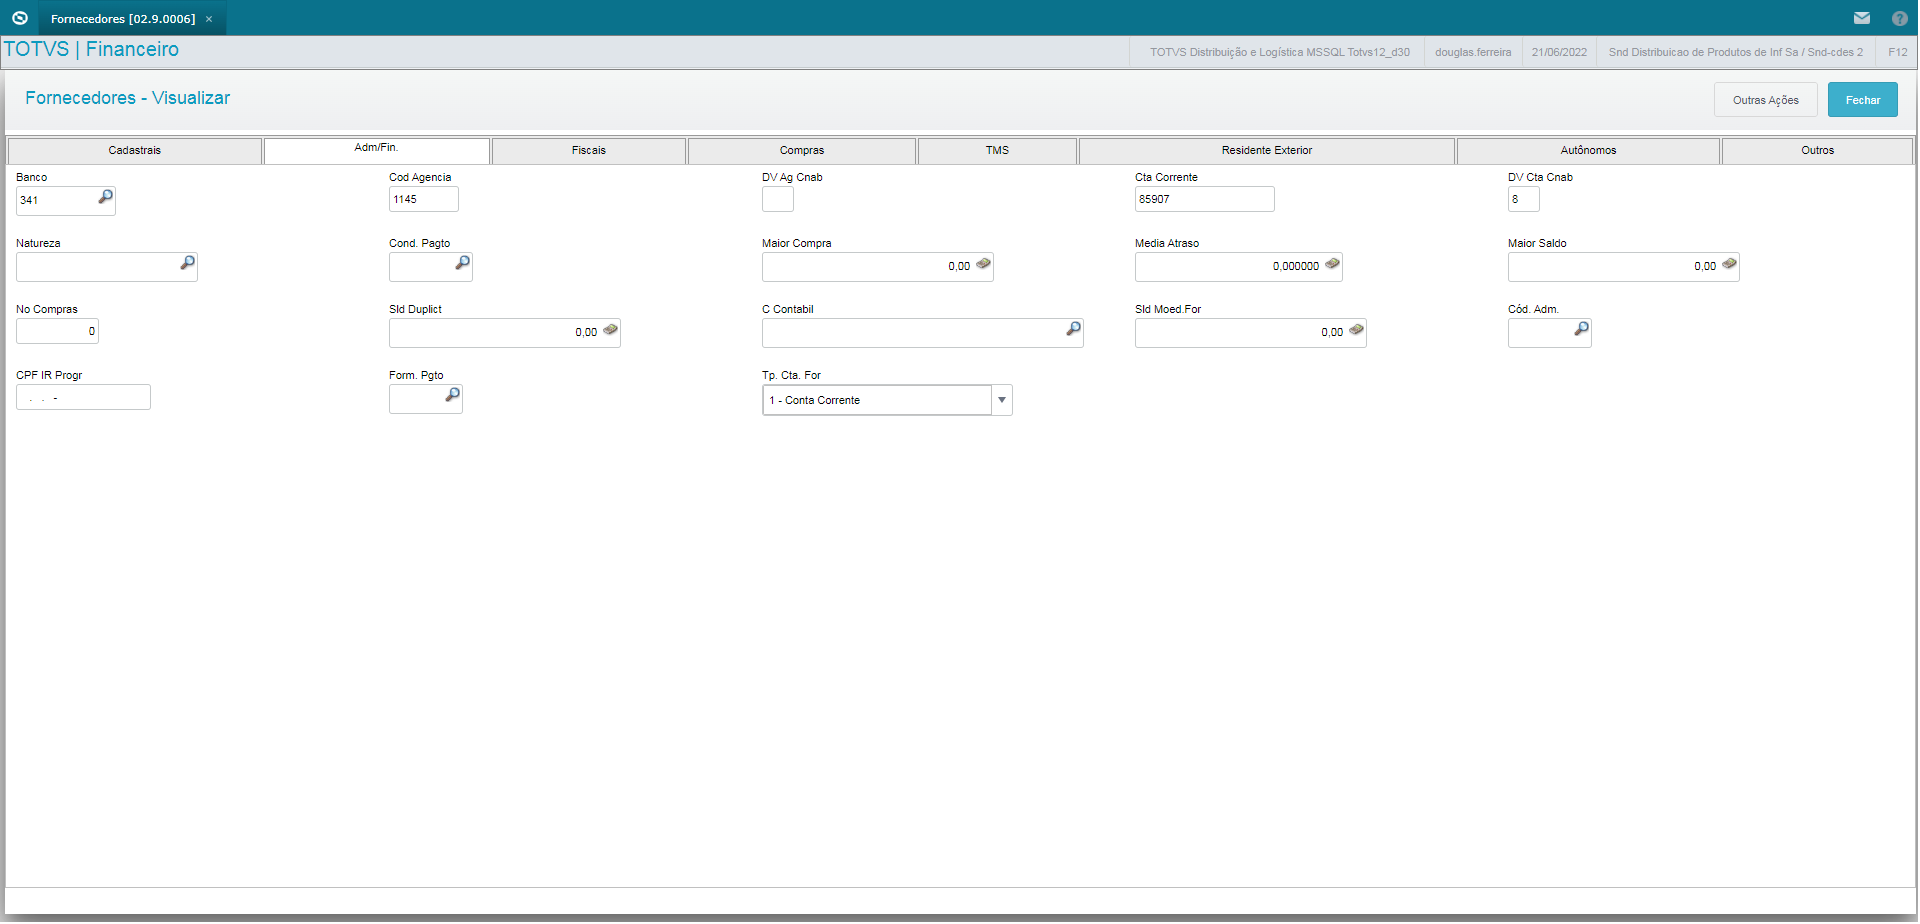 Fornecedores [02.9.0006] ×
TOTVS | Financeiro
TOTVS Distribuição e Logística MSSQL Totvs12_d30
douglas.ferreira
21/06/2022
Snd Distribuicao de Produtos de Inf Sa / Snd-cdes 2
F12
Fornecedores - Visualizar
Outras Ações
Fechar
Cadastrais
Adm/Fin.
Fiscais
Compras
TMS
Residente Exterior
Autônomos
Outros
Banco
Cod Agencia
DV Ag Cnab
Cta Corrente
DV Cta Cnab
341
1145
85907
8
Natureza
Cond. Pagto
Maior Compra
Media Atraso
Maior Saldo
0,00
0,000000
0,00
No Compras
Sld Duplict
C Contabil
Sld Moed.For
Cód. Adm.
0
0,00
0,00
CPF IR Progr
Form. Pgto
Tp. Cta. For
. . -
1 - Conta Corrente